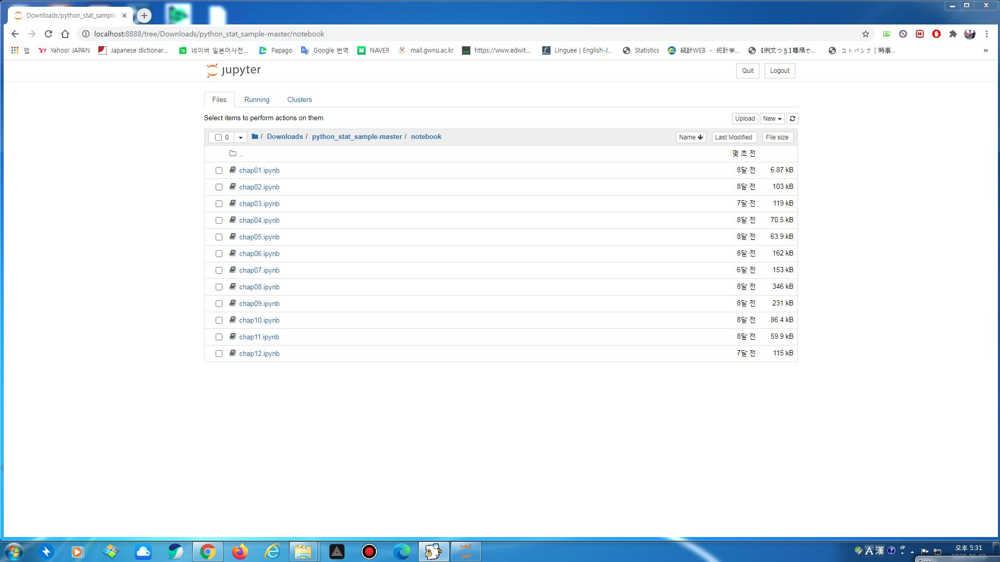 Downloads/python_stat_sample
localhost:8888/tree/Downloads/python_stat_sample-master/notebook
앱 Yahoo! JAPAN Japanese dictionar... 네이버 일본어사전... Papago Google 번역 NAVER mail.gwnu.ac.kr https://www.edwit... Linguee | English-J... Statistics 統計WEB - 統計学... 【例文つき】職場で... コトバンク [ 時事... »
jupyter Quit Logout
Files Running Clusters
Select items to perform actions on them. Upload New
0 / Downloads / python_stat_sample-master / notebook Name Last Modified File size
.. 몇 초 전
chap01.ipynb 8달 전 6.87 kB
chap02.ipynb 8달 전 103 kB
chap03.ipynb 7달 전 119 kB
chap04.ipynb 8달 전 70.5 kB
chap05.ipynb 8달 전 63.9 kB
chap06.ipynb 8달 전 162 kB
chap07.ipynb 6달 전 153 kB
chap08.ipynb 8달 전 346 kB
chap09.ipynb 8달 전 231 kB
chap10.ipynb 8달 전 86.4 kB
chap11.ipynb 8달 전 59.9 kB
chap12.ipynb 7달 전 115 kB
A 漢 오후 5:31